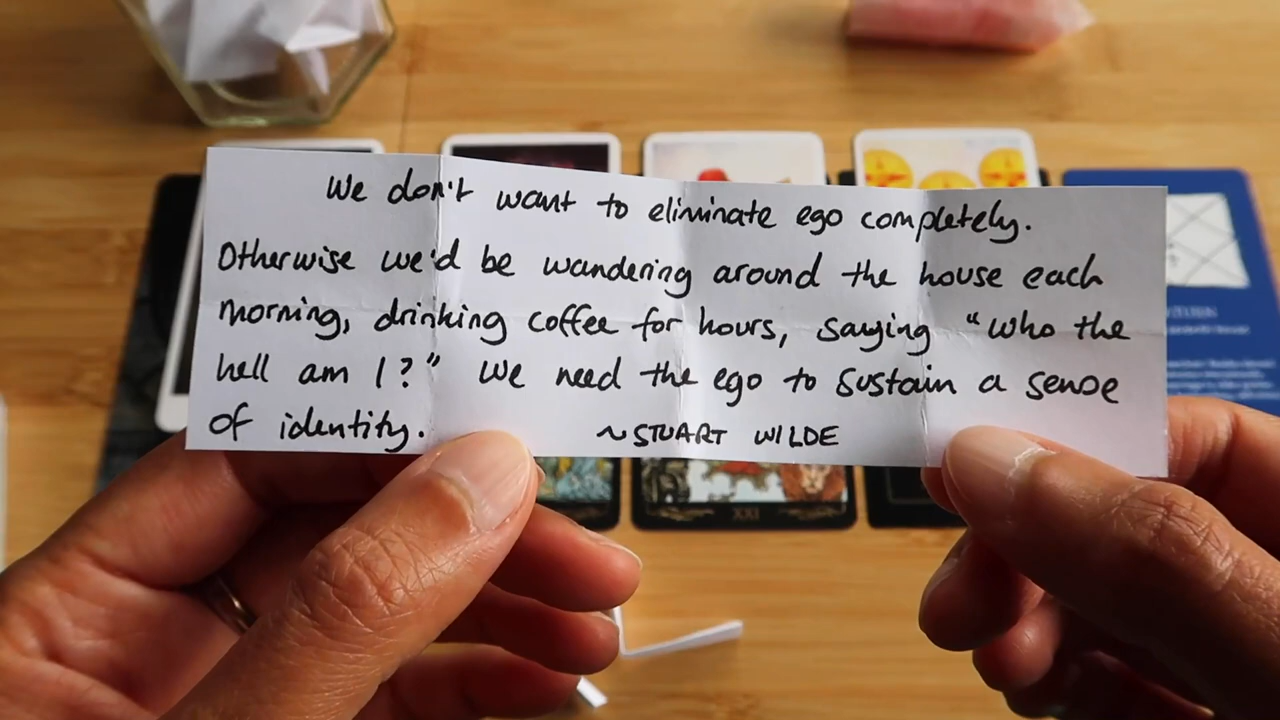 We don't want to eliminate ego completely.
Otherwise we'd be wandering around the house each
morning, drinking coffee for hours, saying "who the
hell am I?" We need the ego to sustain a sense
of identity. ~STUART WILDE
XXI